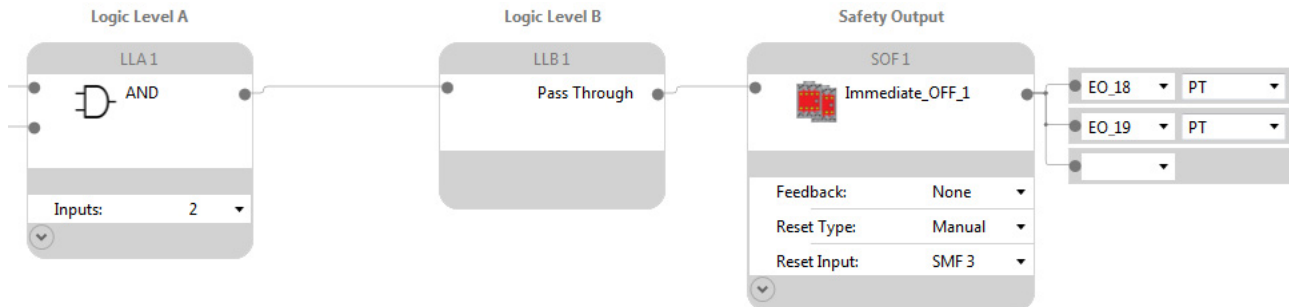 Logic Level A
Logic Level B
Safety Output
LLA 1
LLB 1
SOF 1
AND
Pass Through
Immediate_OFF_1
EO_18 PT
EO_19 PT
Inputs: 2
Feedback: None
Reset Type: Manual
Reset Input: SMF 3